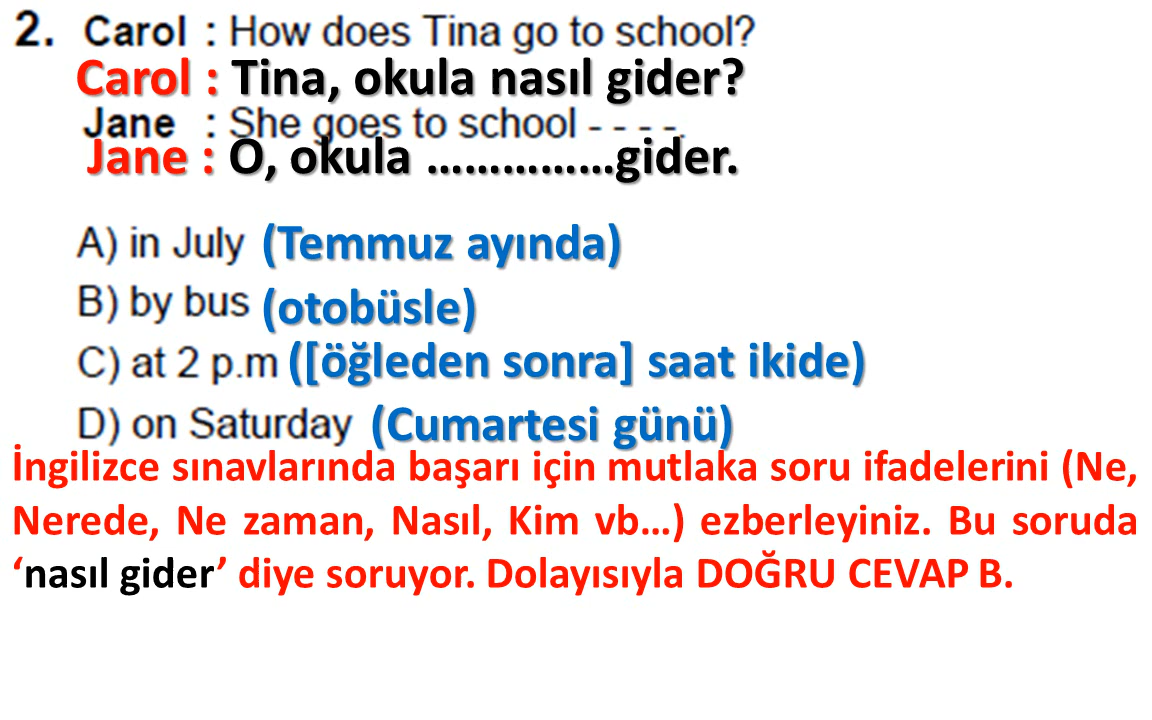 2. Carol : How does Tina go to school?
Carol : Tina, okula nasıl gider?
Jane : She goes to school - - - -.
Jane : O, okula ……………gider.
A) in July (Temmuz ayında)
B) by bus (otobüsle)
C) at 2 p.m ([öğleden sonra] saat ikide)
D) on Saturday (Cumartesi günü)
İngilizce sınavlarında başarı için mutlaka soru ifadelerini (Ne,
Nerede, Ne zaman, Nasıl, Kim vb…) ezberleyiniz. Bu soruda
‘nasıl gider’ diye soruyor. Dolayısıyla DOĞRU CEVAP B.